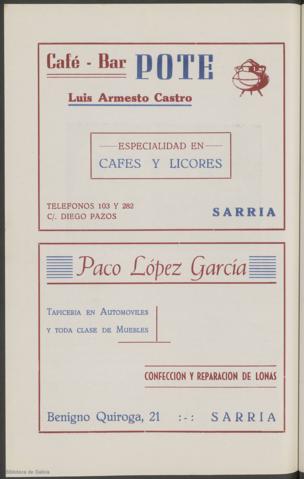 Café - Bar POTE
Luis Armesto Castro
ESPECIALIDAD EN
CAFES Y LICORES
TELEFONOS 103 Y 282
C/. DIEGO PAZOS
SARRIA
Paco López García
TAPICERIA EN AUTOMOVILES
Y TODA CLASE DE MUEBLES
CONFECCION Y REPARACION DE LONAS
Benigno Quiroga, 21 :-: SARRIA
Biblioteca de Galicia